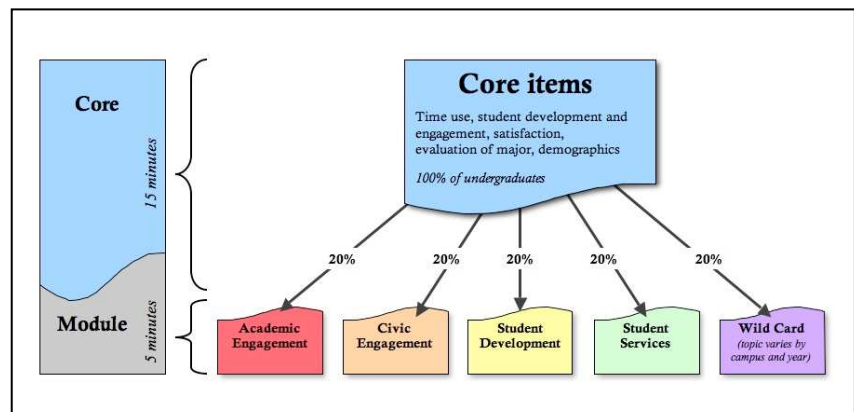 Core
15 minutes
Module
5 minutes
Core items
Time use, student development and
engagement, satisfaction,
evaluation of major, demographics
100% of undergraduates
20%
20%
20%
20%
20%
Academic
Engagement
Civic
Engagement
Student
Development
Student
Services
Wild Card
(topic varies by
campus and year)